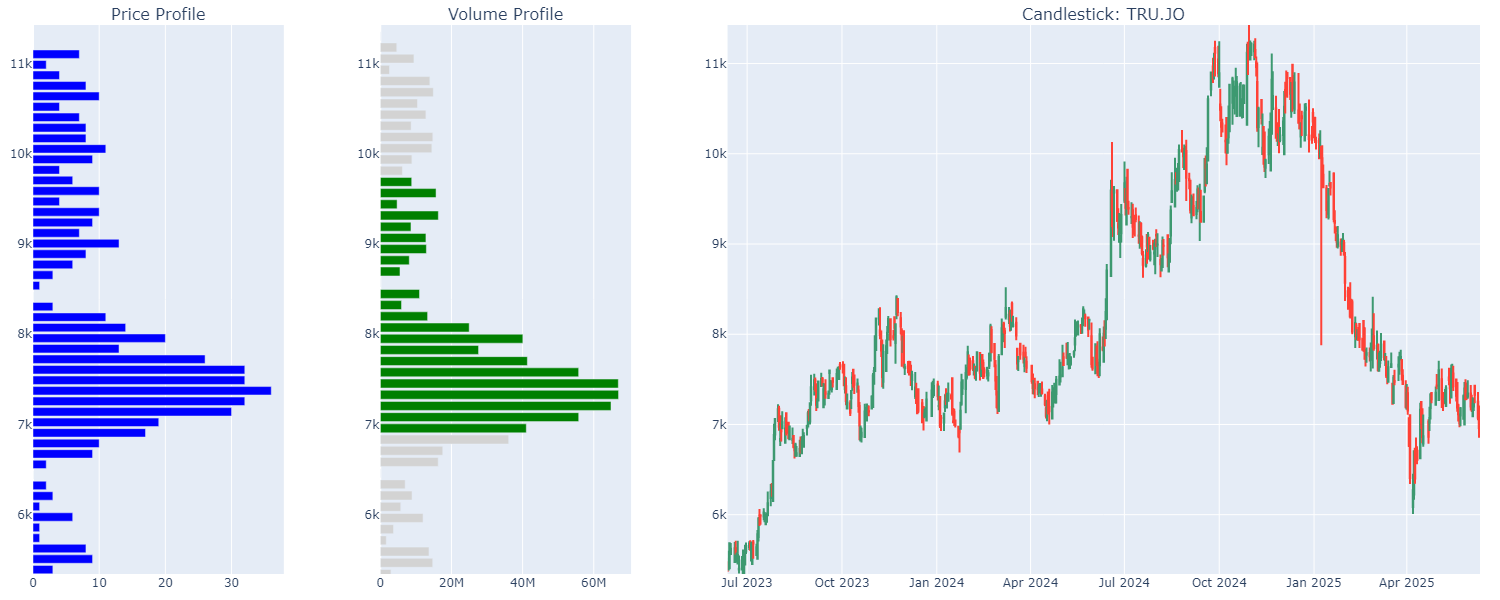 Price Profile
Volume Profile
Candlestick: TRU.JO
11k
10k
9k
8k
7k
6k
0
10
20
30
11k
10k
9k
8k
7k
6k
0
20M
40M
60M
11k
10k
9k
8k
7k
6k
Jul 2023
Oct 2023
Jan 2024
Apr 2024
Jul 2024
Oct 2024
Jan 2025
Apr 2025